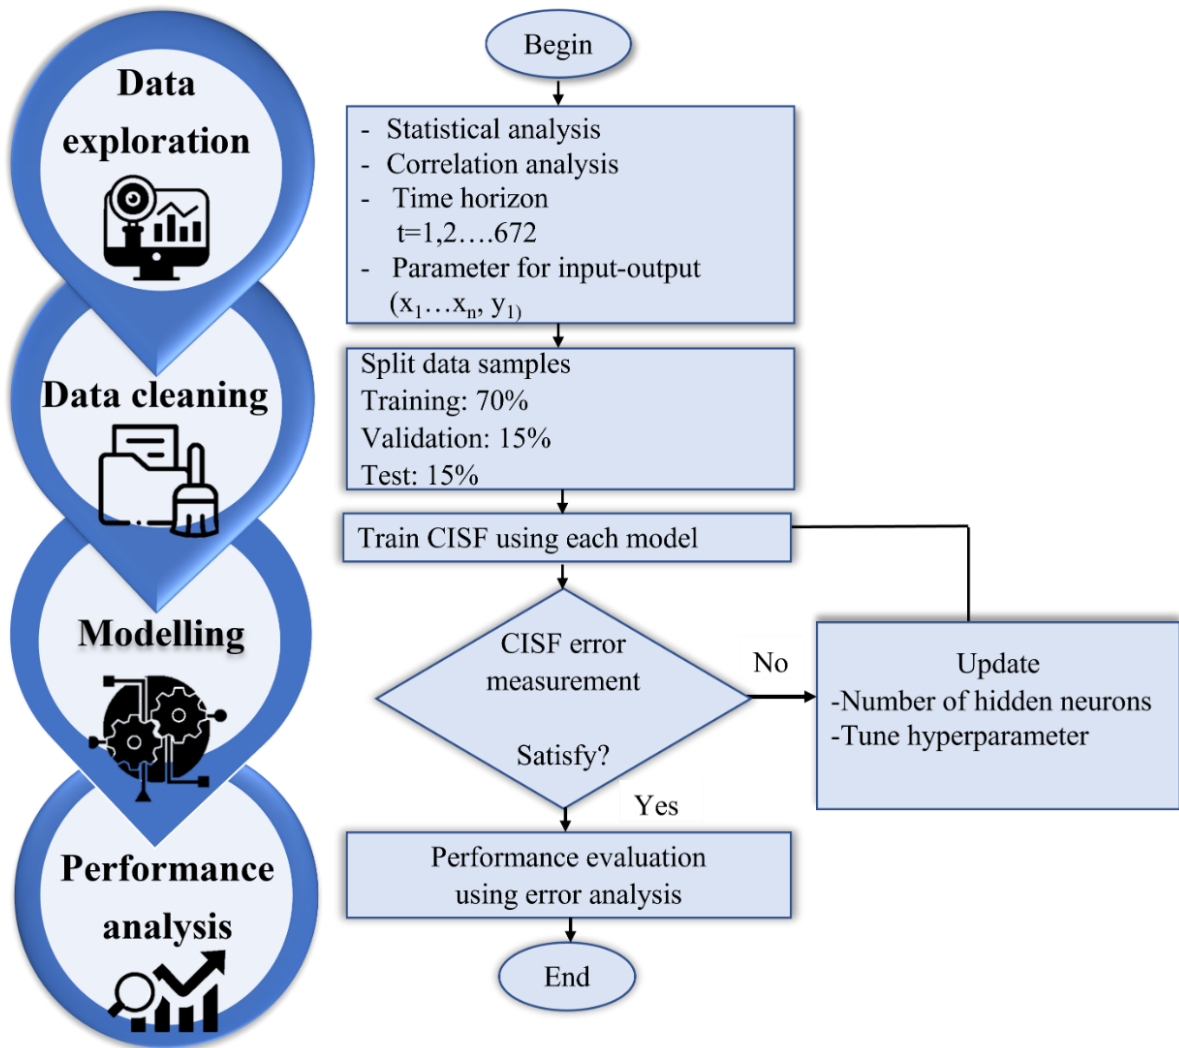 Data
exploration
Data cleaning
Modelling
Performance
analysis
Begin
- Statistical analysis
- Correlation analysis
- Time horizon
t=1,2....672
- Parameter for input-output
(x₁...xₙ, y₁₎
Split data samples
Training: 70%
Validation: 15%
Test: 15%
Train CISF using each model
CISF error
measurement
Satisfy?
No
Update
-Number of hidden neurons
-Tune hyperparameter
Yes
Performance evaluation
using error analysis
End